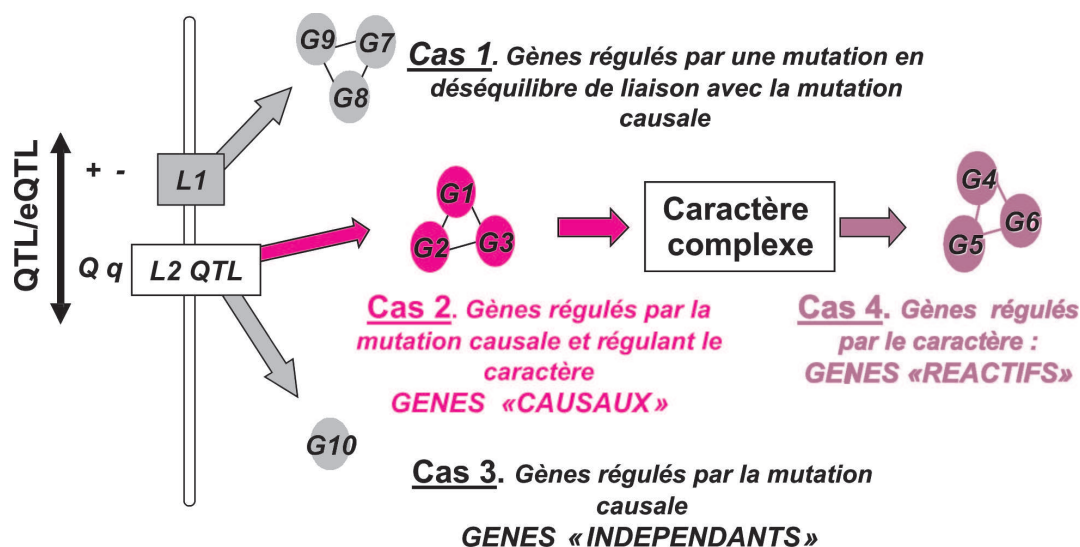 G9 G7
G8
Cas 1. Gènes régulés par une mutation en
déséquilibre de liaison avec la mutation
causale
QTL/eQTL
+ -
L1
Q q
L2 QTL
G1
G2 G3
Caractère
complexe
G4
G5 G6
Cas 2. Gènes régulés par la
mutation causale et régulant le
caractère
GENES «CAUSAUX»
Cas 4. Gènes régulés
par le caractère :
GENES «REACTIFS»
G10
Cas 3. Gènes régulés par la mutation
causale
GENES «INDEPENDANTS»